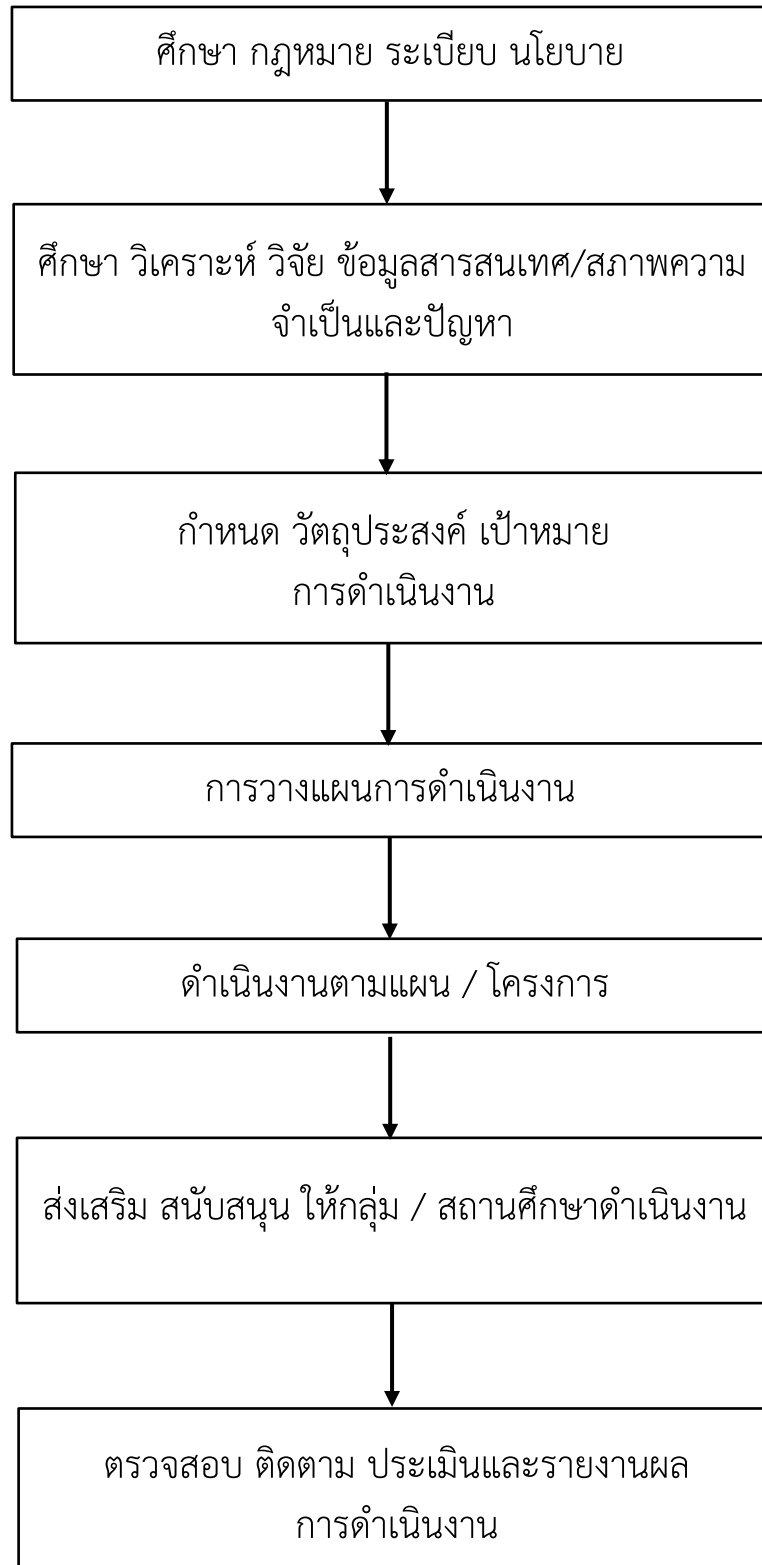 ศึกษา กฎหมาย ระเบียบ นโยบาย
ศึกษา วิเคราะห์ วิจัย ข้อมูลสารสนเทศ/สภาพความ
จำเป็นและปัญหา
กำหนด วัตถุประสงค์ เป้าหมาย
การดำเนินงาน
การวางแผนการดำเนินงาน
ดำเนินงานตามแผน / โครงการ
ส่งเสริม สนับสนุน ให้กลุ่ม / สถานศึกษาดำเนินงาน
ตรวจสอบ ติดตาม ประเมินและรายงานผล
การดำเนินงาน